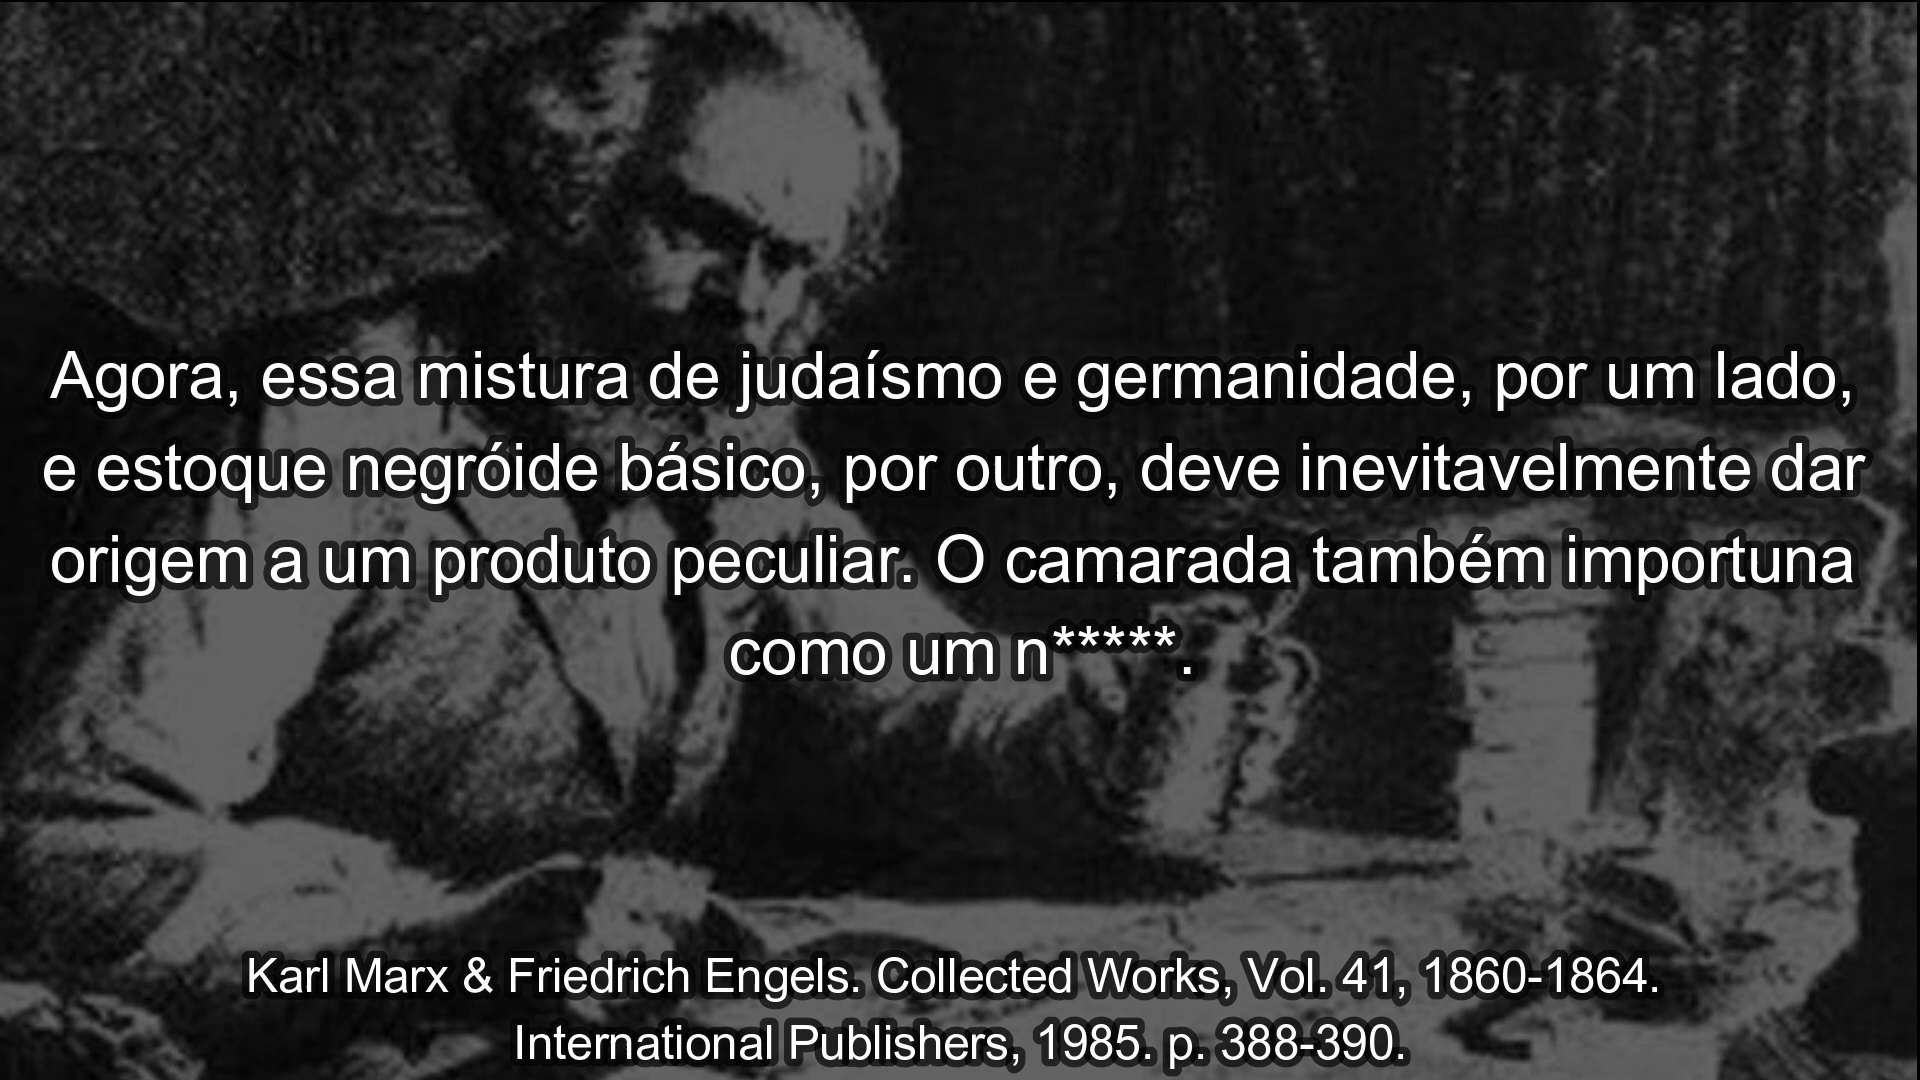 Agora, essa mistura de judaísmo e germanidade, por um lado,
e estoque negróide básico, por outro, deve inevitavelmente dar
origem a um produto peculiar. O camarada também importuna
como um n*****.
Karl Marx & Friedrich Engels. Collected Works, Vol. 41, 1860-1864.
International Publishers, 1985. p. 388-390.